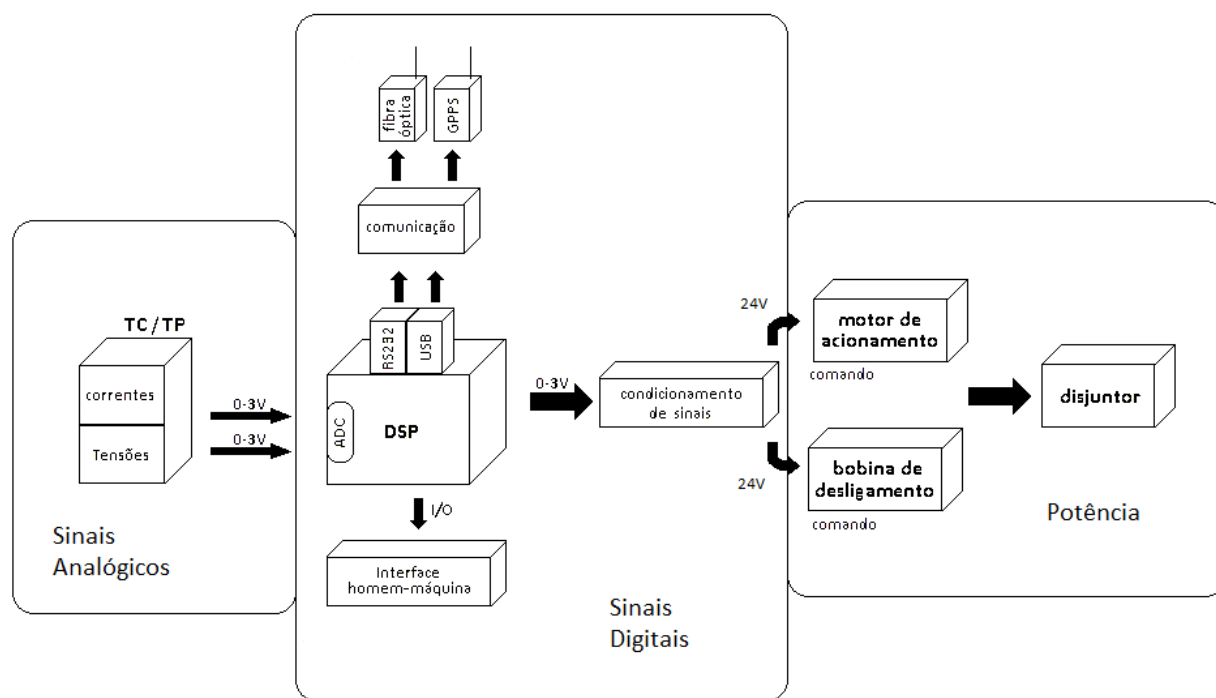 TC / TP
correntes
Tensões
0-3V
0-3V
Sinais
Analógicos
fibra
óptica
GPPS
comunicação
RS232
USB
ADC
DSP
I/O
Interface
homem-máquina
0-3V
condicionamento
de sinais
Sinais
Digitais
24V
24V
motor de
acionamento
comando
bobina de
desligamento
comando
disjuntor
Potência